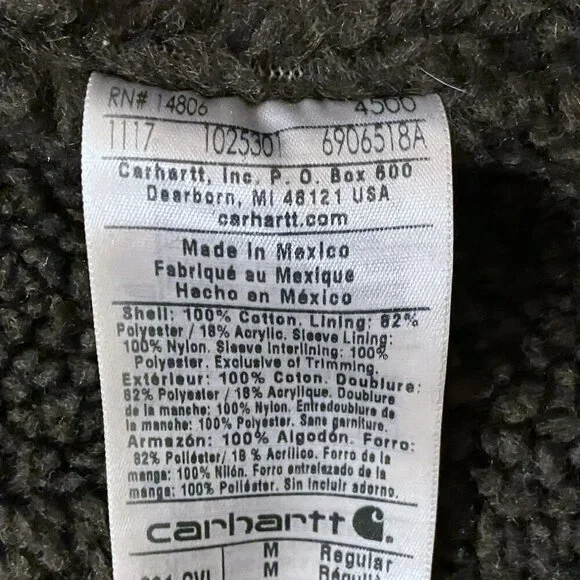 RN# 14806 4500
1117 1025301 6906518A
Carhartt, Inc. P. O. Box 600
Dearborn, MI 48121 USA
carhartt.com
Made in Mexico
Fabriqué au Mexique
Hecho en México
Shell: 100% Cotton. Lining: 82%
Polyester / 18% Acrylic. Sleeve Lining:
100% Nylon. Sleeve Interlining: 100%
Polyester. Exclusive of Trimming.
Extérieur: 100% Coton. Doublure:
82% Polyester / 18% Acrylique. Doublure
de la manche: 100% Nylon. Entredoublure de
la manche: 100% Polyester. Sans garniture.
Armazón: 100% Algodón. Forro:
82% Poliéster/ 18 % Acrílico. Forro de la
manga: 100% Nilón. Forro entrelazado de la
manga: 100% Poliéster. Sin incluir adorno.
carhartt
M Regular
M